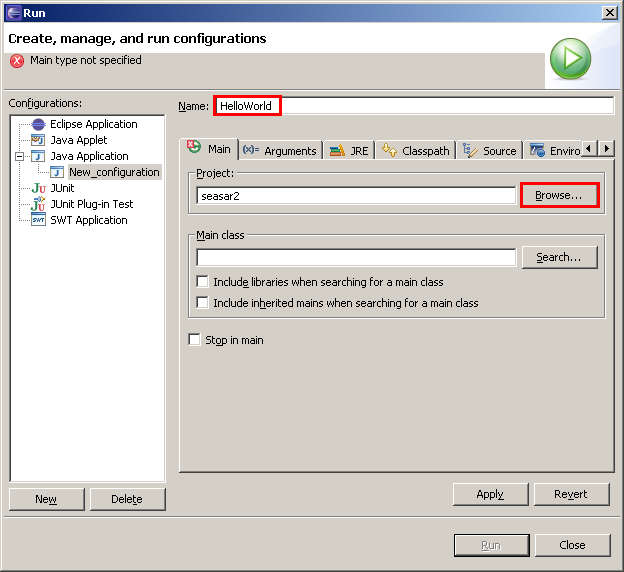 Run
Create, manage, and run configurations
Main type not specified
Configurations:
Eclipse Application
Java Applet
Java Application
New_configuration
JUnit
JUnit Plug-in Test
SWT Application
New
Delete
Name: HelloWorld
Main (x)= Arguments JRE Classpath Source Enviro
Project:
seasar2
Browse...
Main class
Search...
Include libraries when searching for a main class
Include inherited mains when searching for a main class
Stop in main
Apply
Revert
Run
Close